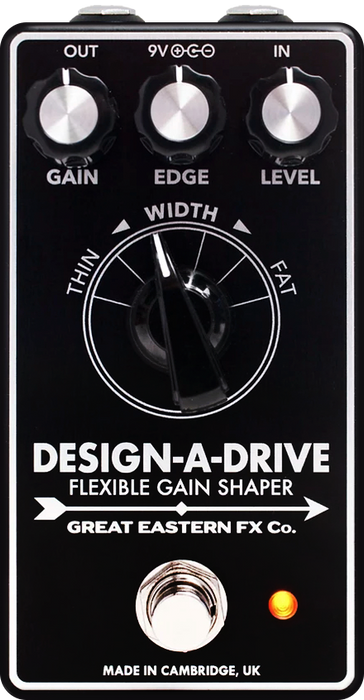 OUT 9V IN
GAIN EDGE LEVEL
WIDTH
THIN FAT
DESIGN-A-DRIVE
FLEXIBLE GAIN SHAPER
GREAT EASTERN FX Co.
MADE IN CAMBRIDGE, UK